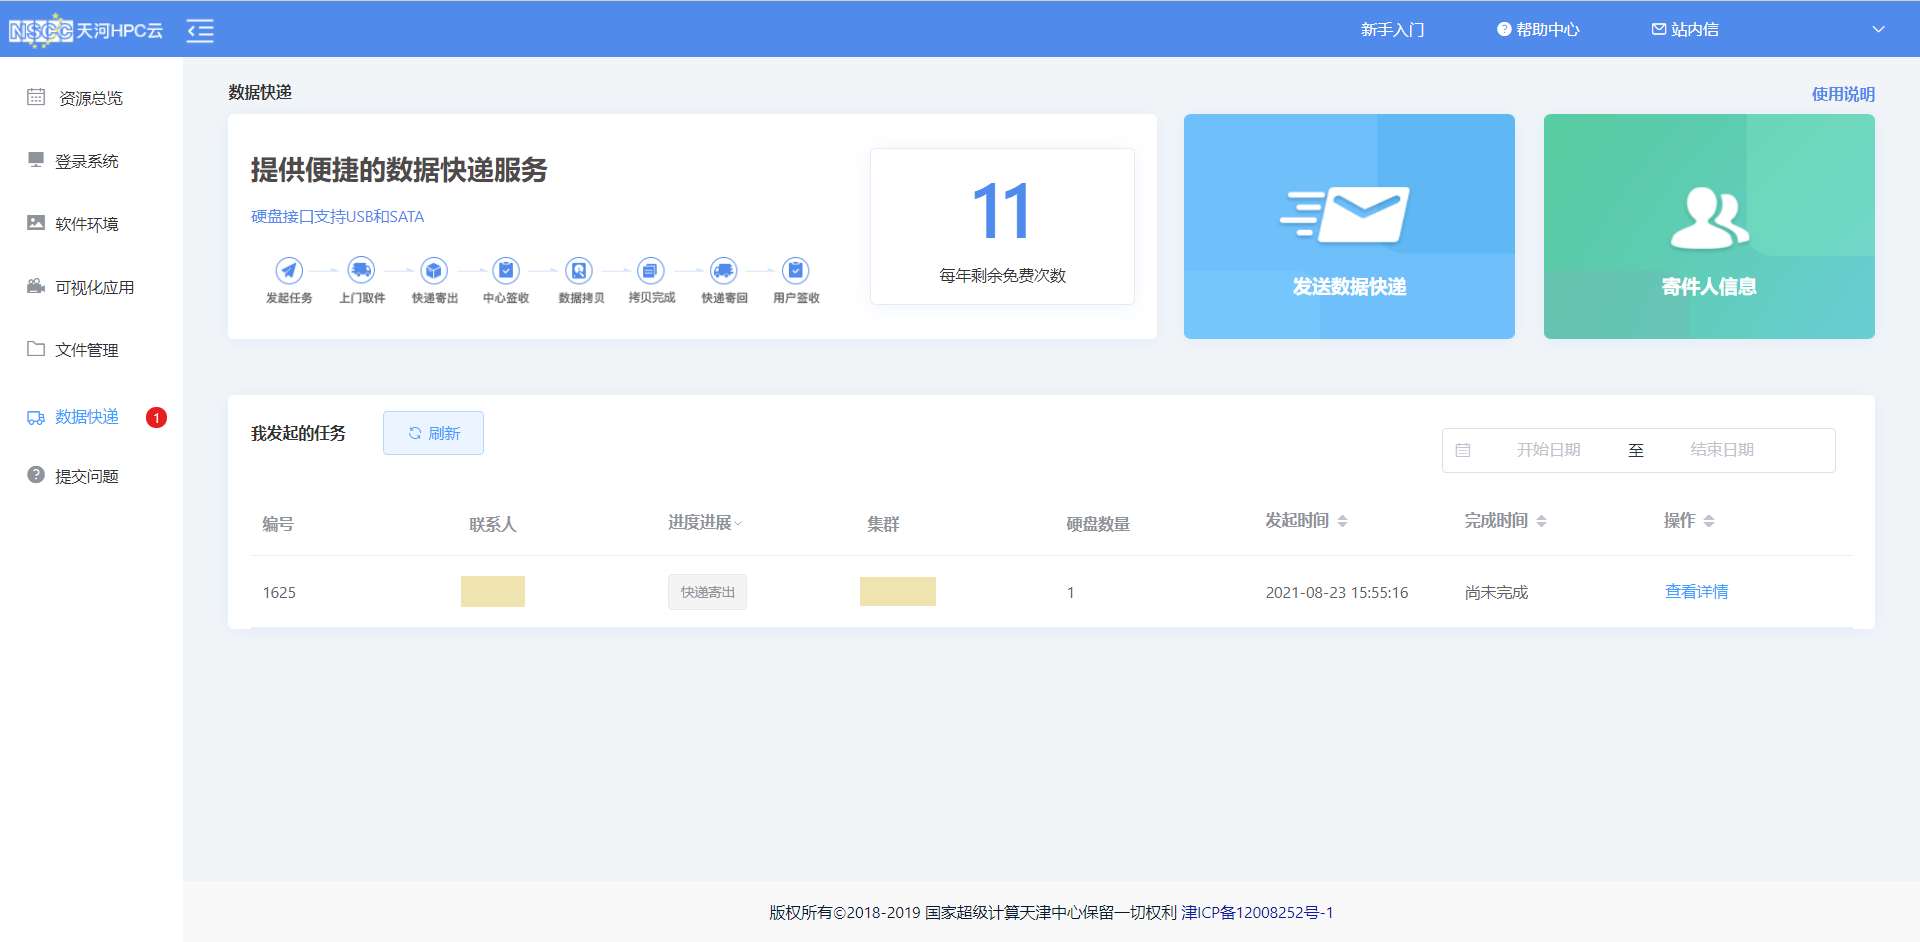 NSCC 天河HPC云
新手入门
帮助中心
站内信
资源总览
登录系统
软件环境
可视化应用
文件管理
数据快递 1
提交问题
数据快递
使用说明
提供便捷的数据快递服务
硬盘接口支持USB和SATA
发起任务 上门取件 快递寄出 中心签收 数据拷贝 拷贝完成 快递寄回 用户签收
11
每年剩余免费次数
发送数据快递
寄件人信息
我发起的任务
刷新
开始日期 至 结束日期
编号 联系人 进度进展 集群 硬盘数量 发起时间 完成时间 操作
1625 快递寄出 1 2021-08-23 15:55:16 尚未完成 查看详情
版权所有©2018-2019 国家超级计算天津中心保留一切权利 津ICP备12008252号-1